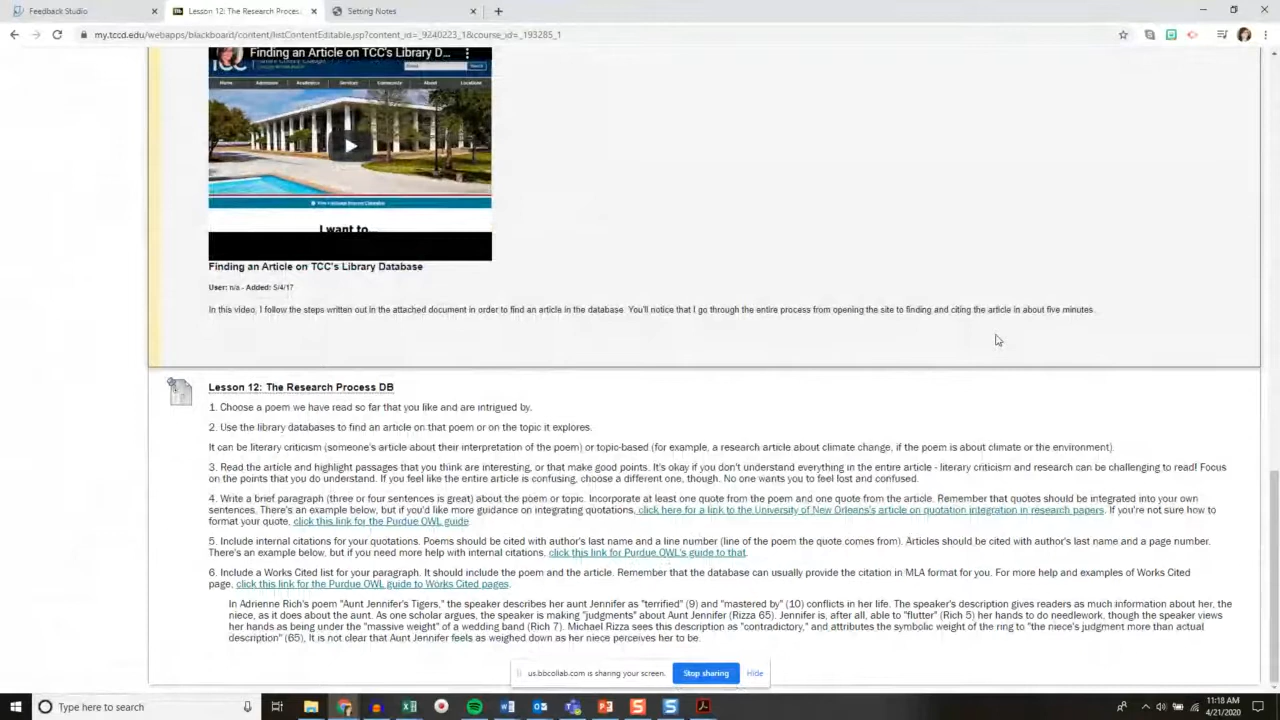 Feedback Studio
Lesson 12: The Research Proces
Setting Notes
my.tccd.edu/webapps/blackboard/content/listContentEditable.jsp?content_id=_9240223_1&course_id=_193285_1
Finding an Article on TCC's Library D...
Home Admissions Academics Services Community About Locations
I want to...
Finding an Article on TCC's Library Database
User: n/a - Added: 5/4/17
In this video, I follow the steps written out in the attached document in order to find an article in the database. You'll notice that I go through the entire process from opening the site to finding and citing the article in about five minutes.
Lesson 12: The Research Process DB
1. Choose a poem we have read so far that you like and are intrigued by.
2. Use the library databases to find an article on that poem or on the topic it explores.
It can be literary criticism (someone's article about their interpretation of the poem) or topic-based (for example, a research article about climate change, if the poem is about climate or the environment).
3. Read the article and highlight passages that you think are interesting, or that make good points. It's okay if you don't understand everything in the entire article - literary criticism and research can be challenging to read! Focus
on the points that you do understand. If you feel like the entire article is confusing, choose a different one, though. No one wants you to feel lost and confused.
4. Write a brief paragraph (three or four sentences is great) about the poem or topic. Incorporate at least one quote from the poem and one quote from the article. Remember that quotes should be integrated into your own
sentences. There's an example below, but if you'd like more guidance on integrating quotations, click here for a link to the University of New Orleans's article on quotation integration in research papers. If you're not sure how to
format your quote, click this link for the Purdue OWL guide.
5. Include internal citations for your quotations. Poems should be cited with author's last name and a line number (line of the poem the quote comes from). Articles should be cited with author's last name and a page number.
There's an example below, but if you need more help with internal citations, click this link for Purdue OWL's guide to that.
6. Include a Works Cited list for your paragraph. It should include the poem and the article. Remember that the database can usually provide the citation in MLA format for you. For more help and examples of Works Cited
page, click this link for the Purdue OWL guide to Works Cited pages.
In Adrienne Rich's poem "Aunt Jennifer's Tigers," the speaker describes her aunt Jennifer as "terrified" (9) and "mastered by" (10) conflicts in her life. The speaker's description gives readers as much information about her, the
niece, as it does about the aunt. As one scholar argues, the speaker is making "judgments" about Aunt Jennifer (Rizza 65). Jennifer is, after all, able to "flutter" (Rich 5) her hands to do needlework, though the speaker views
her hands as being under the "massive weight" of a wedding band (Rich 7). Michael Rizza sees this description as "contradictory," and attributes the symbolic weight of the ring to "the niece's judgment more than actual
description" (65), It is not clear that Aunt Jennifer feels as weighed down as her niece perceives her to be.
us.bbcollab.com is sharing your screen.
Stop sharing
Hide
Type here to search
11:18 AM
4/21/2020